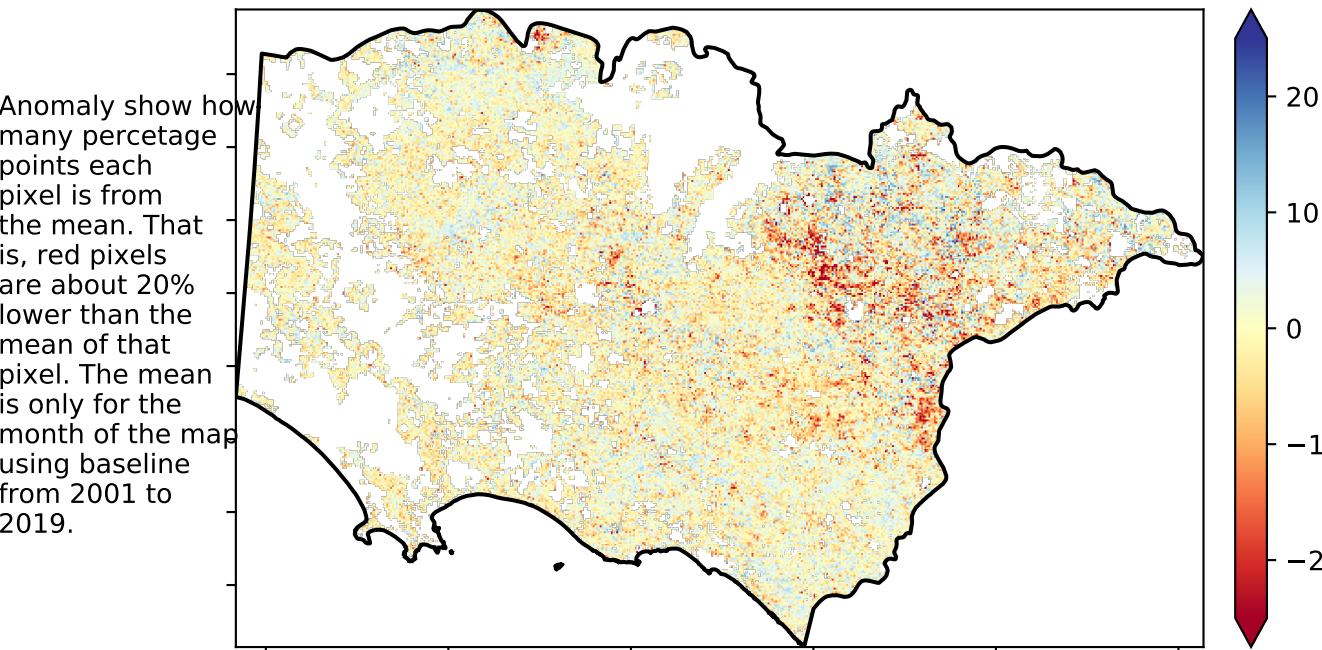 Anomaly show how
many percetage
points each
pixel is from
the mean. That
is, red pixels
are about 20%
lower than the
mean of that
pixel. The mean
is only for the
month of the map
using baseline
from 2001 to
2019.
20
10
0
−1
−2